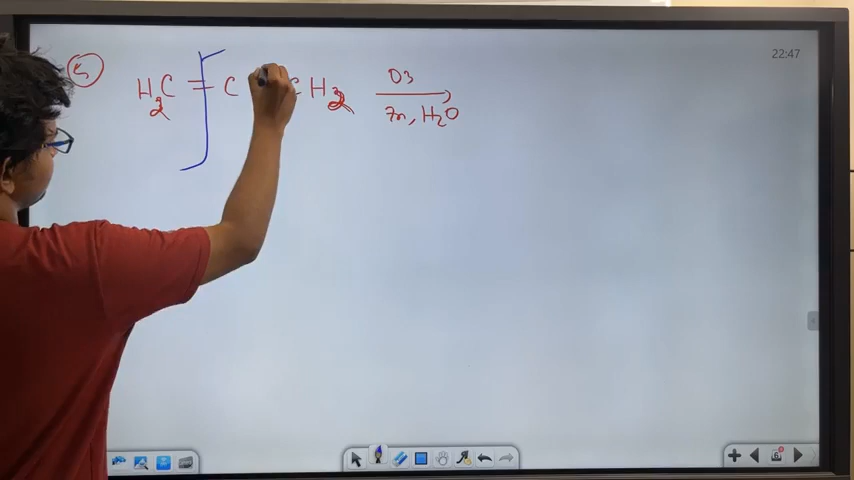 22:47
5
H2C = C CH2
O3
Zn, H2O